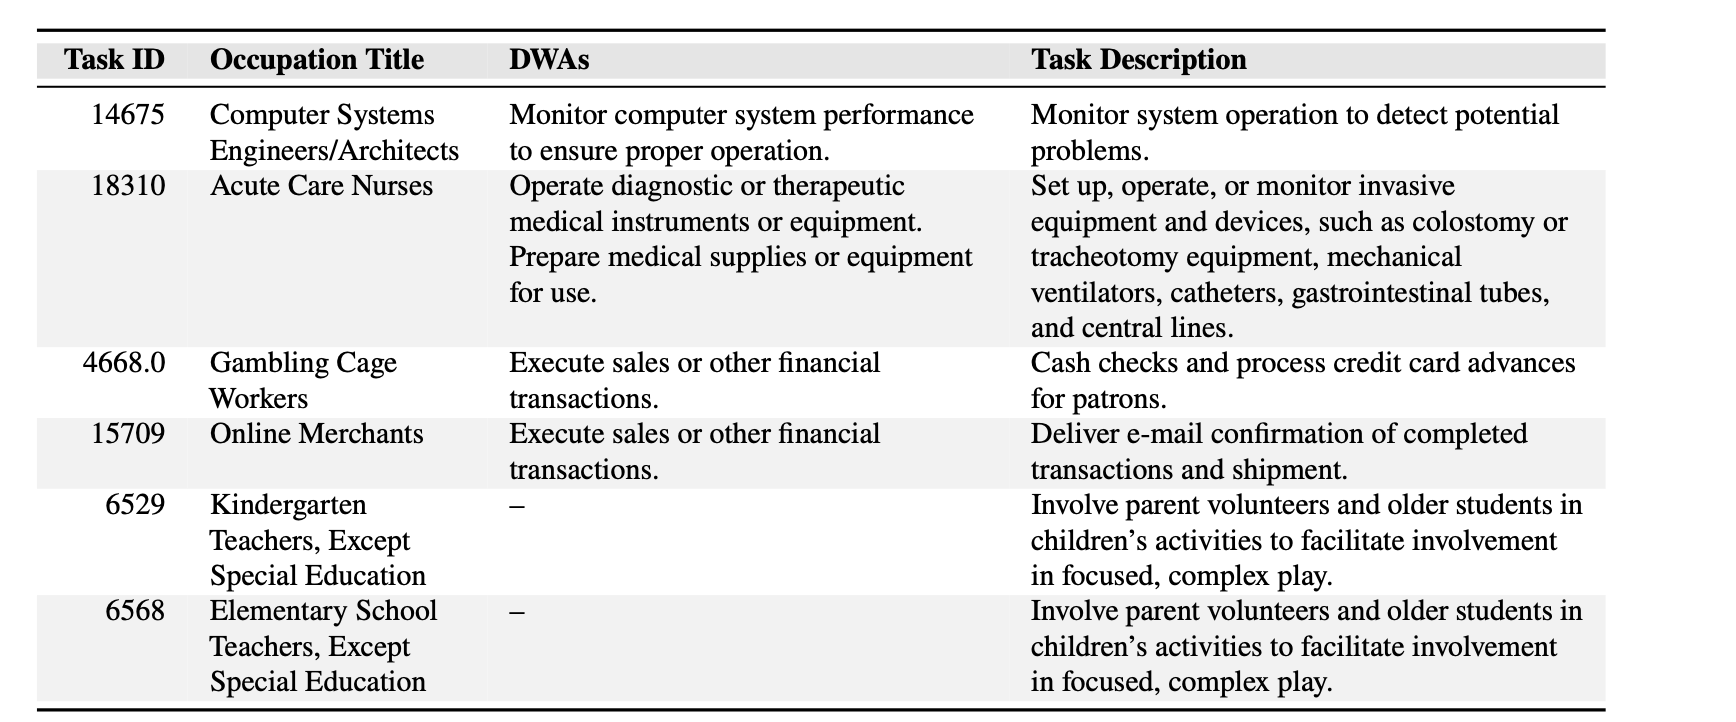 Task ID Occupation Title DWAs Task Description
14675 Computer Systems Monitor computer system performance Monitor system operation to detect potential
Engineers/Architects to ensure proper operation. problems.
18310 Acute Care Nurses Operate diagnostic or therapeutic Set up, operate, or monitor invasive
medical instruments or equipment. equipment and devices, such as colostomy or
Prepare medical supplies or equipment tracheotomy equipment, mechanical
for use. ventilators, catheters, gastrointestinal tubes,
and central lines.
4668.0 Gambling Cage Execute sales or other financial Cash checks and process credit card advances
Workers transactions. for patrons.
15709 Online Merchants Execute sales or other financial Deliver e-mail confirmation of completed
transactions. transactions and shipment.
6529 Kindergarten – Involve parent volunteers and older students in
Teachers, Except children’s activities to facilitate involvement
Special Education in focused, complex play.
6568 Elementary School – Involve parent volunteers and older students in
Teachers, Except children’s activities to facilitate involvement
Special Education in focused, complex play.